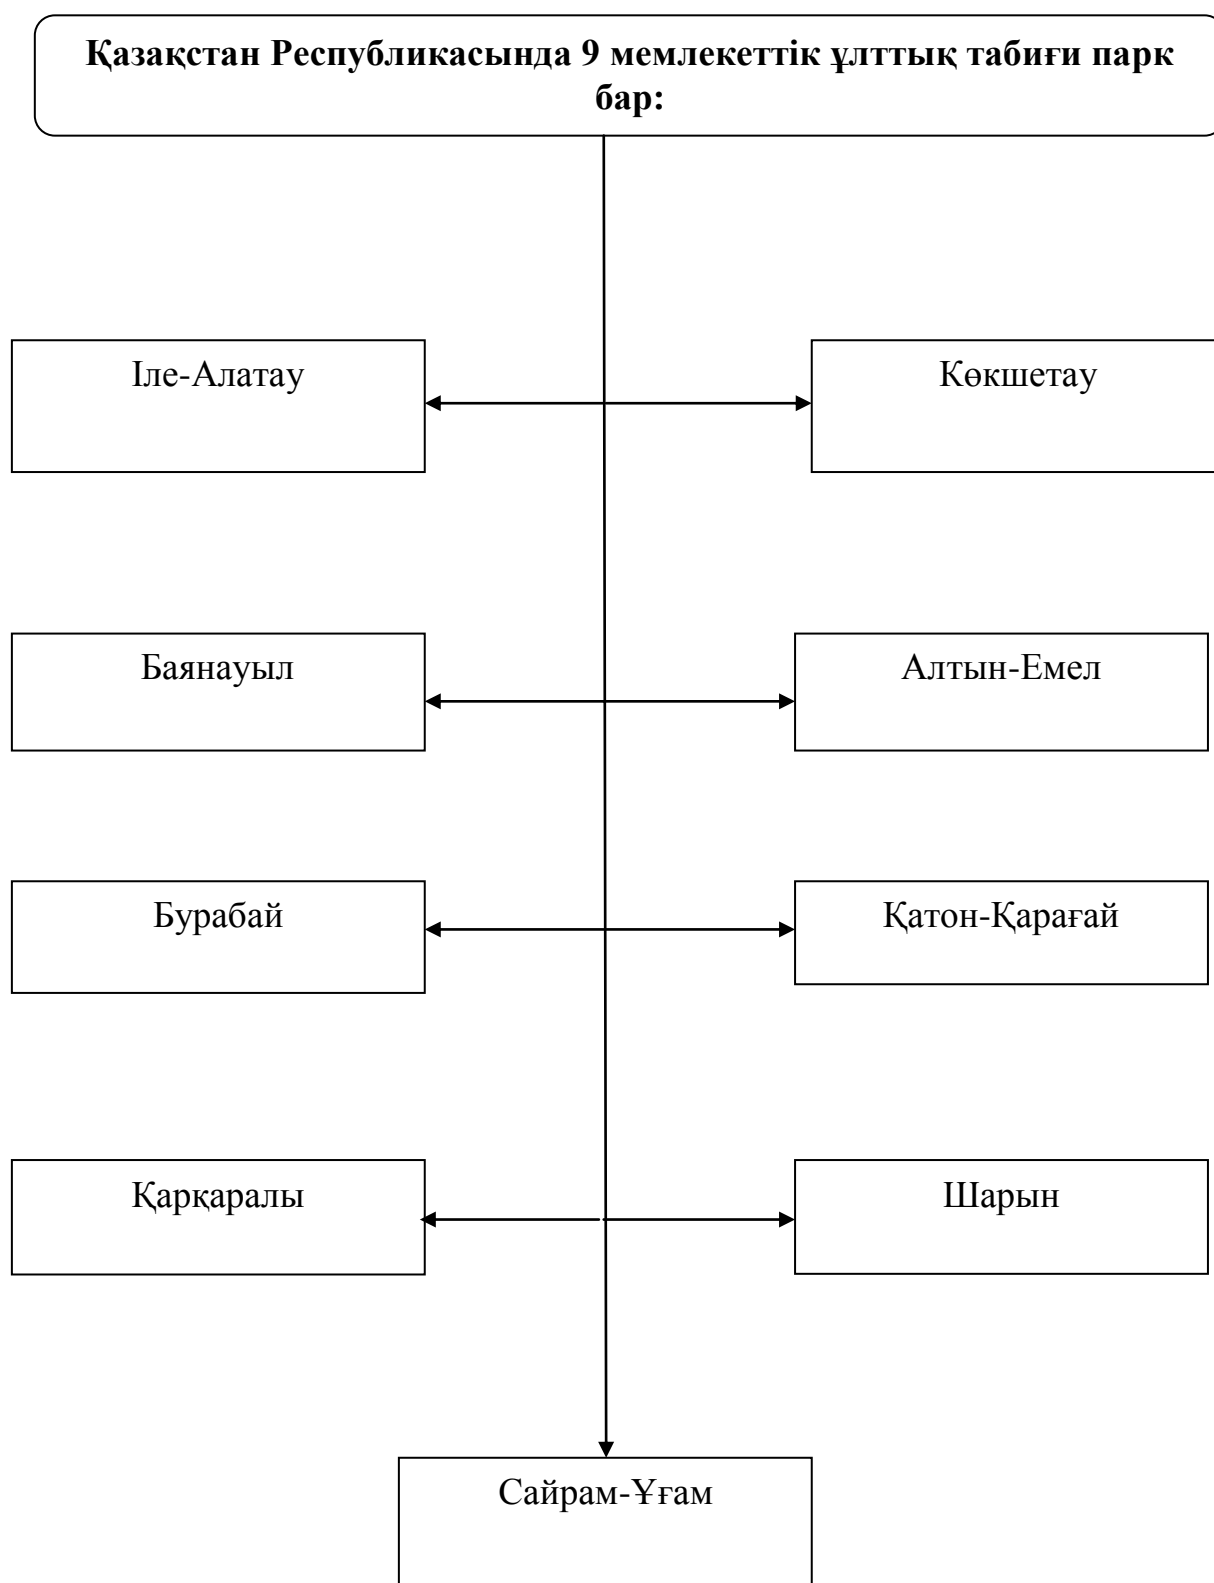 Қазақстан Республикасында 9 мемлекеттік ұлттық табиғи парк
бар:
Іле-Алатау
Көкшетау
Баянауыл
Алтын-Емел
Бурабай
Қатон-Қарағай
Қарқаралы
Шарын
Сайрам-Ұғам